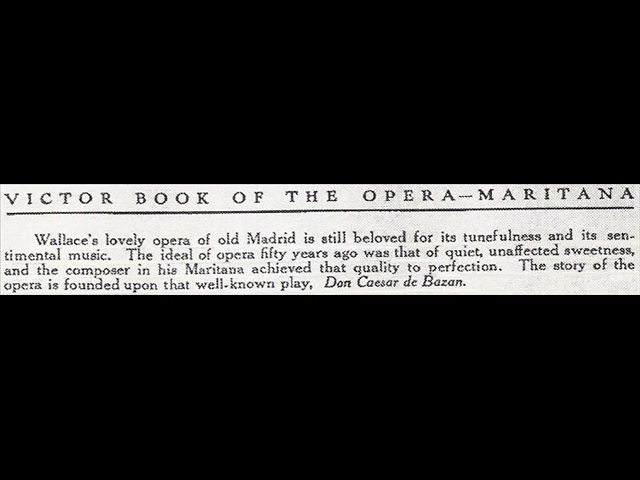 VICTOR BOOK OF THE OPERA—MARITANA
Wallace's lovely opera of old Madrid is still beloved for its tunefulness and its sen-
timental music. The ideal of opera fifty years ago was that of quiet, unaffected sweetness,
and the composer in his Maritana achieved that quality to perfection. The story of the
opera is founded upon that well-known play, Don Caesar de Bazan.